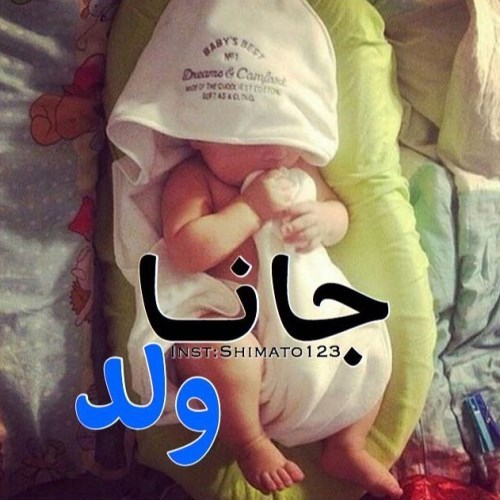 BABY'S BEST
No1
Dreams & Comfort
MADE OF THE CUDDLIEST COTTON
SOFT AS A CLOUD.
جانا
INST:SHIMATO123
ولد